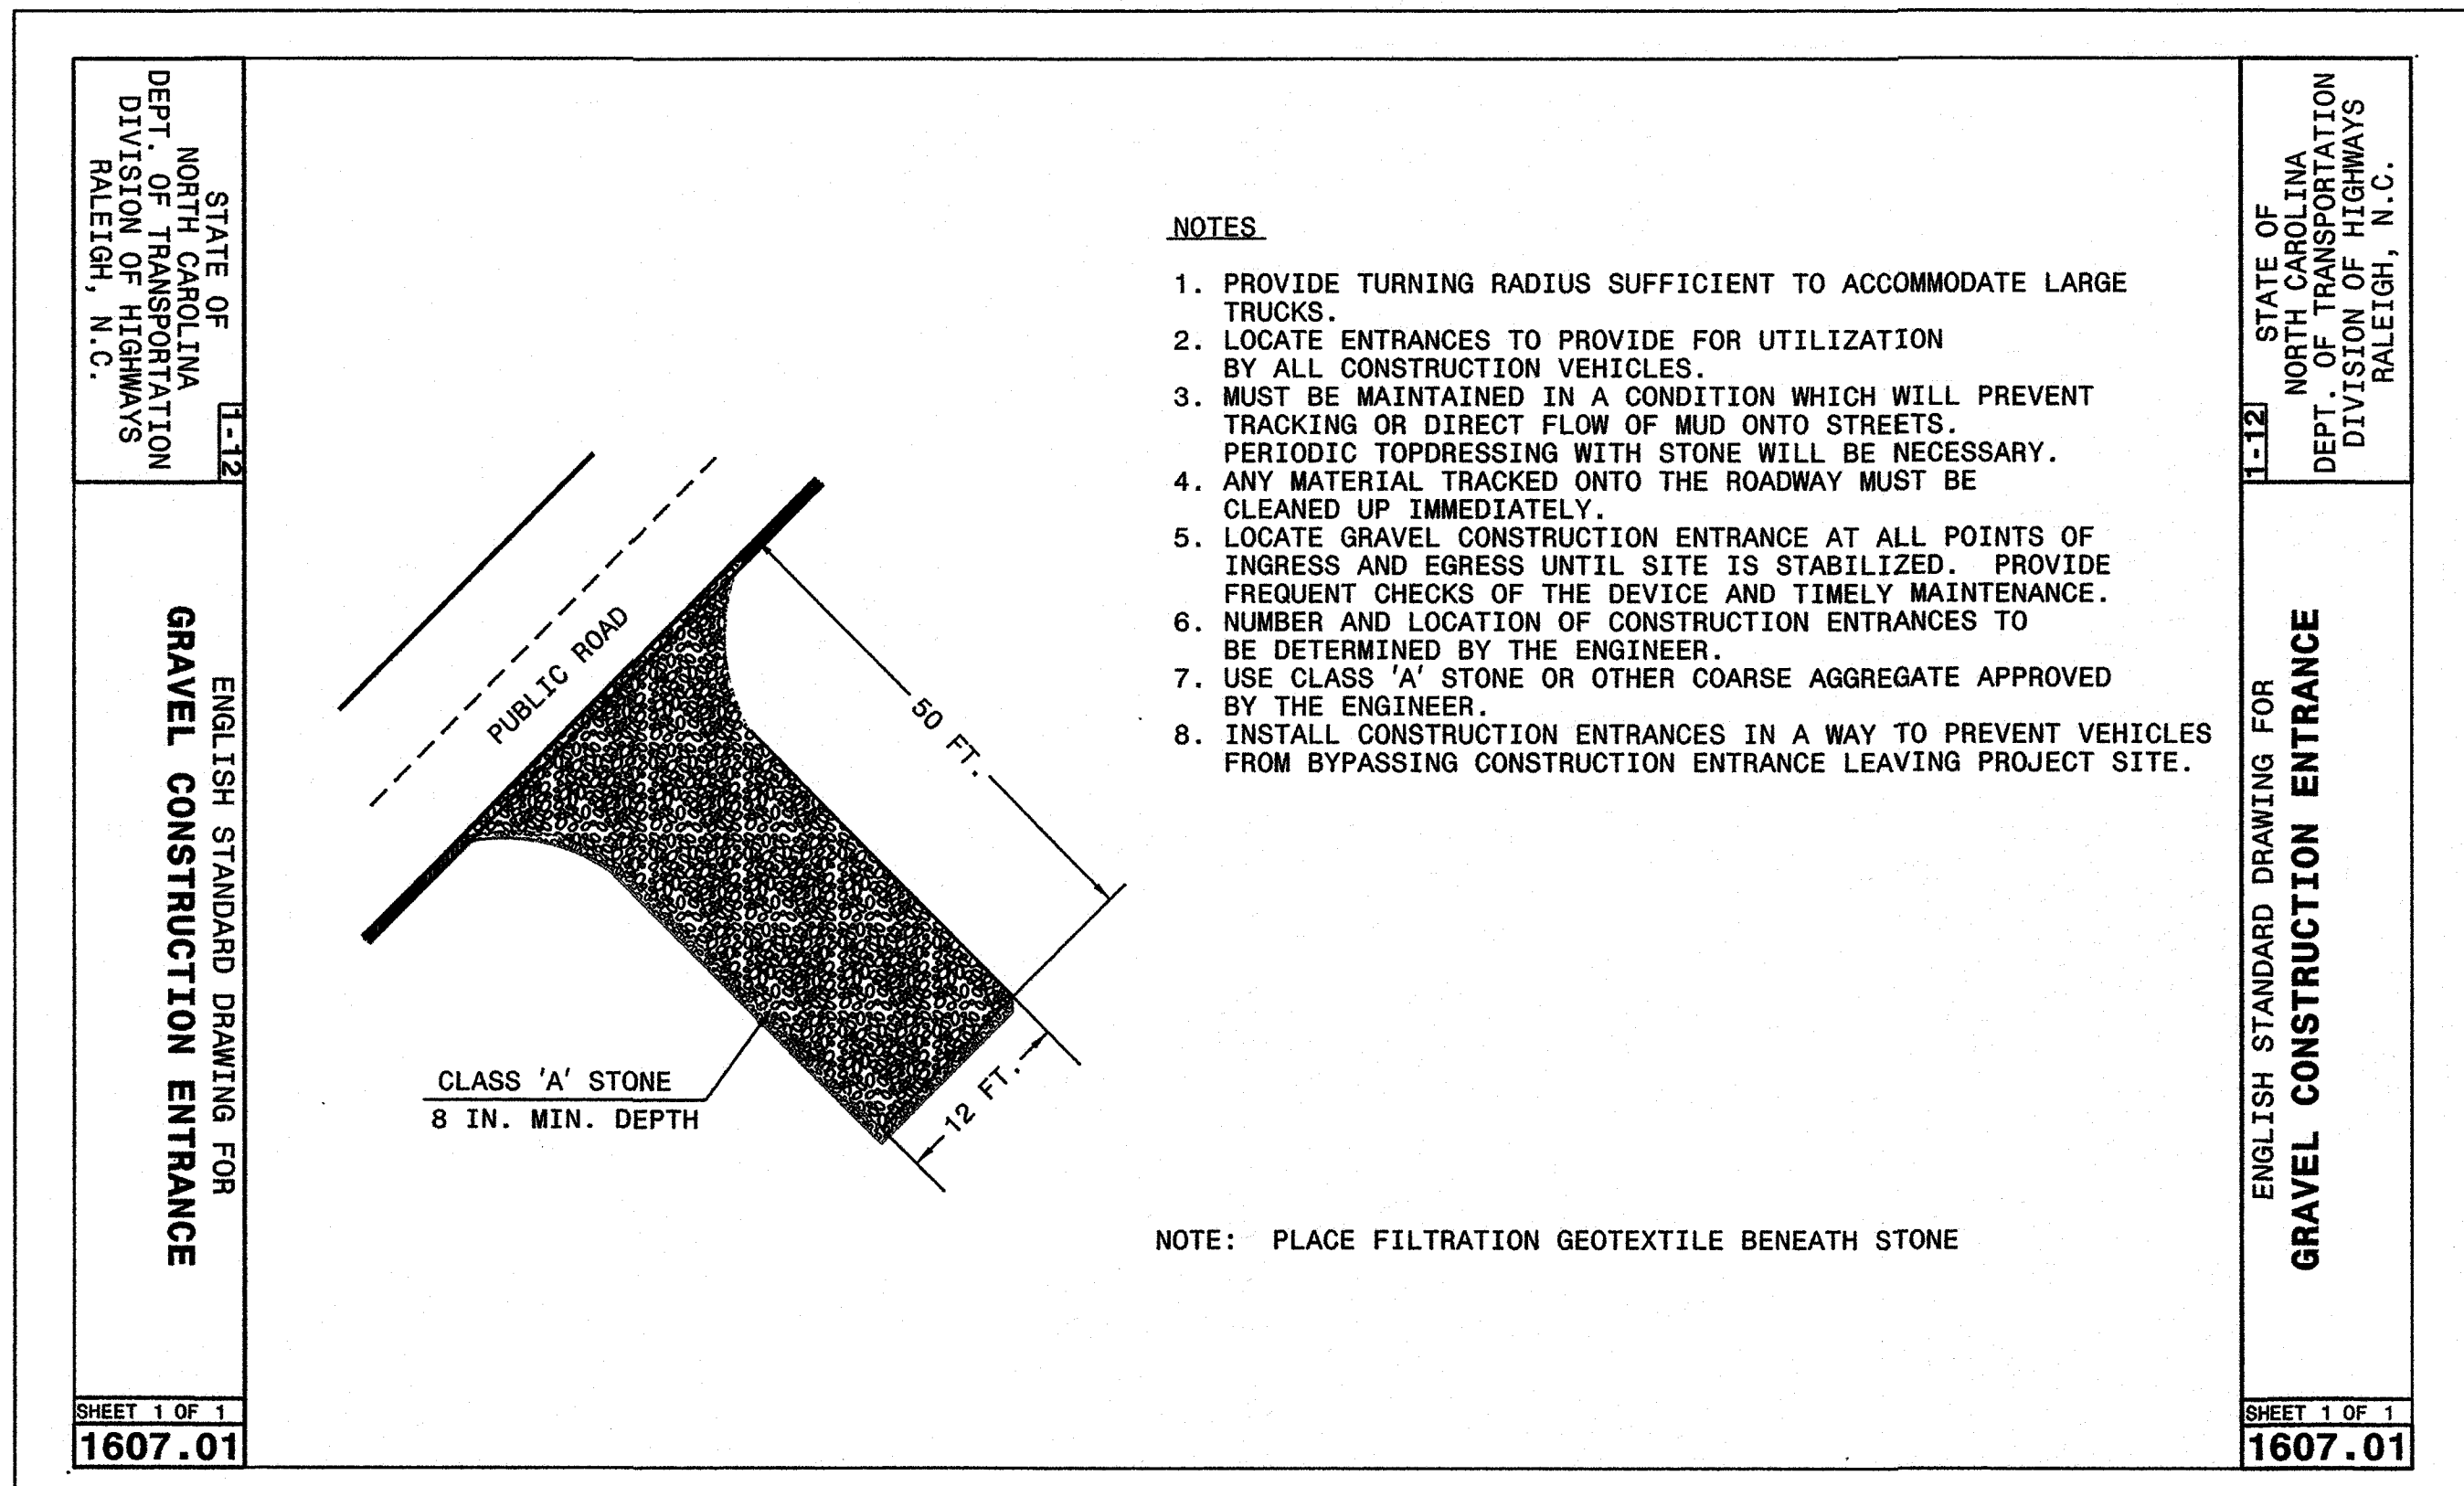 STATE OF
NORTH CAROLINA
DEPT. OF TRANSPORTATION
DIVISION OF HIGHWAYS
RALEIGH, N.C.
1-12
ENGLISH STANDARD DRAWING FOR
GRAVEL CONSTRUCTION ENTRANCE
SHEET 1 OF 1
1607.01
PUBLIC ROAD
50 FT.
12 FT.
CLASS 'A' STONE
8 IN. MIN. DEPTH
NOTES
1. PROVIDE TURNING RADIUS SUFFICIENT TO ACCOMMODATE LARGE
TRUCKS.
2. LOCATE ENTRANCES TO PROVIDE FOR UTILIZATION
BY ALL CONSTRUCTION VEHICLES.
3. MUST BE MAINTAINED IN A CONDITION WHICH WILL PREVENT
TRACKING OR DIRECT FLOW OF MUD ONTO STREETS.
PERIODIC TOPDRESSING WITH STONE WILL BE NECESSARY.
4. ANY MATERIAL TRACKED ONTO THE ROADWAY MUST BE
CLEANED UP IMMEDIATELY.
5. LOCATE GRAVEL CONSTRUCTION ENTRANCE AT ALL POINTS OF
INGRESS AND EGRESS UNTIL SITE IS STABILIZED. PROVIDE
FREQUENT CHECKS OF THE DEVICE AND TIMELY MAINTENANCE.
6. NUMBER AND LOCATION OF CONSTRUCTION ENTRANCES TO
BE DETERMINED BY THE ENGINEER.
7. USE CLASS 'A' STONE OR OTHER COARSE AGGREGATE APPROVED
BY THE ENGINEER.
8. INSTALL CONSTRUCTION ENTRANCES IN A WAY TO PREVENT VEHICLES
FROM BYPASSING CONSTRUCTION ENTRANCE LEAVING PROJECT SITE.
NOTE: PLACE FILTRATION GEOTEXTILE BENEATH STONE
1-12
STATE OF
NORTH CAROLINA
DEPT. OF TRANSPORTATION
DIVISION OF HIGHWAYS
RALEIGH, N.C.
ENGLISH STANDARD DRAWING FOR
GRAVEL CONSTRUCTION ENTRANCE
SHEET 1 OF 1
1607.01